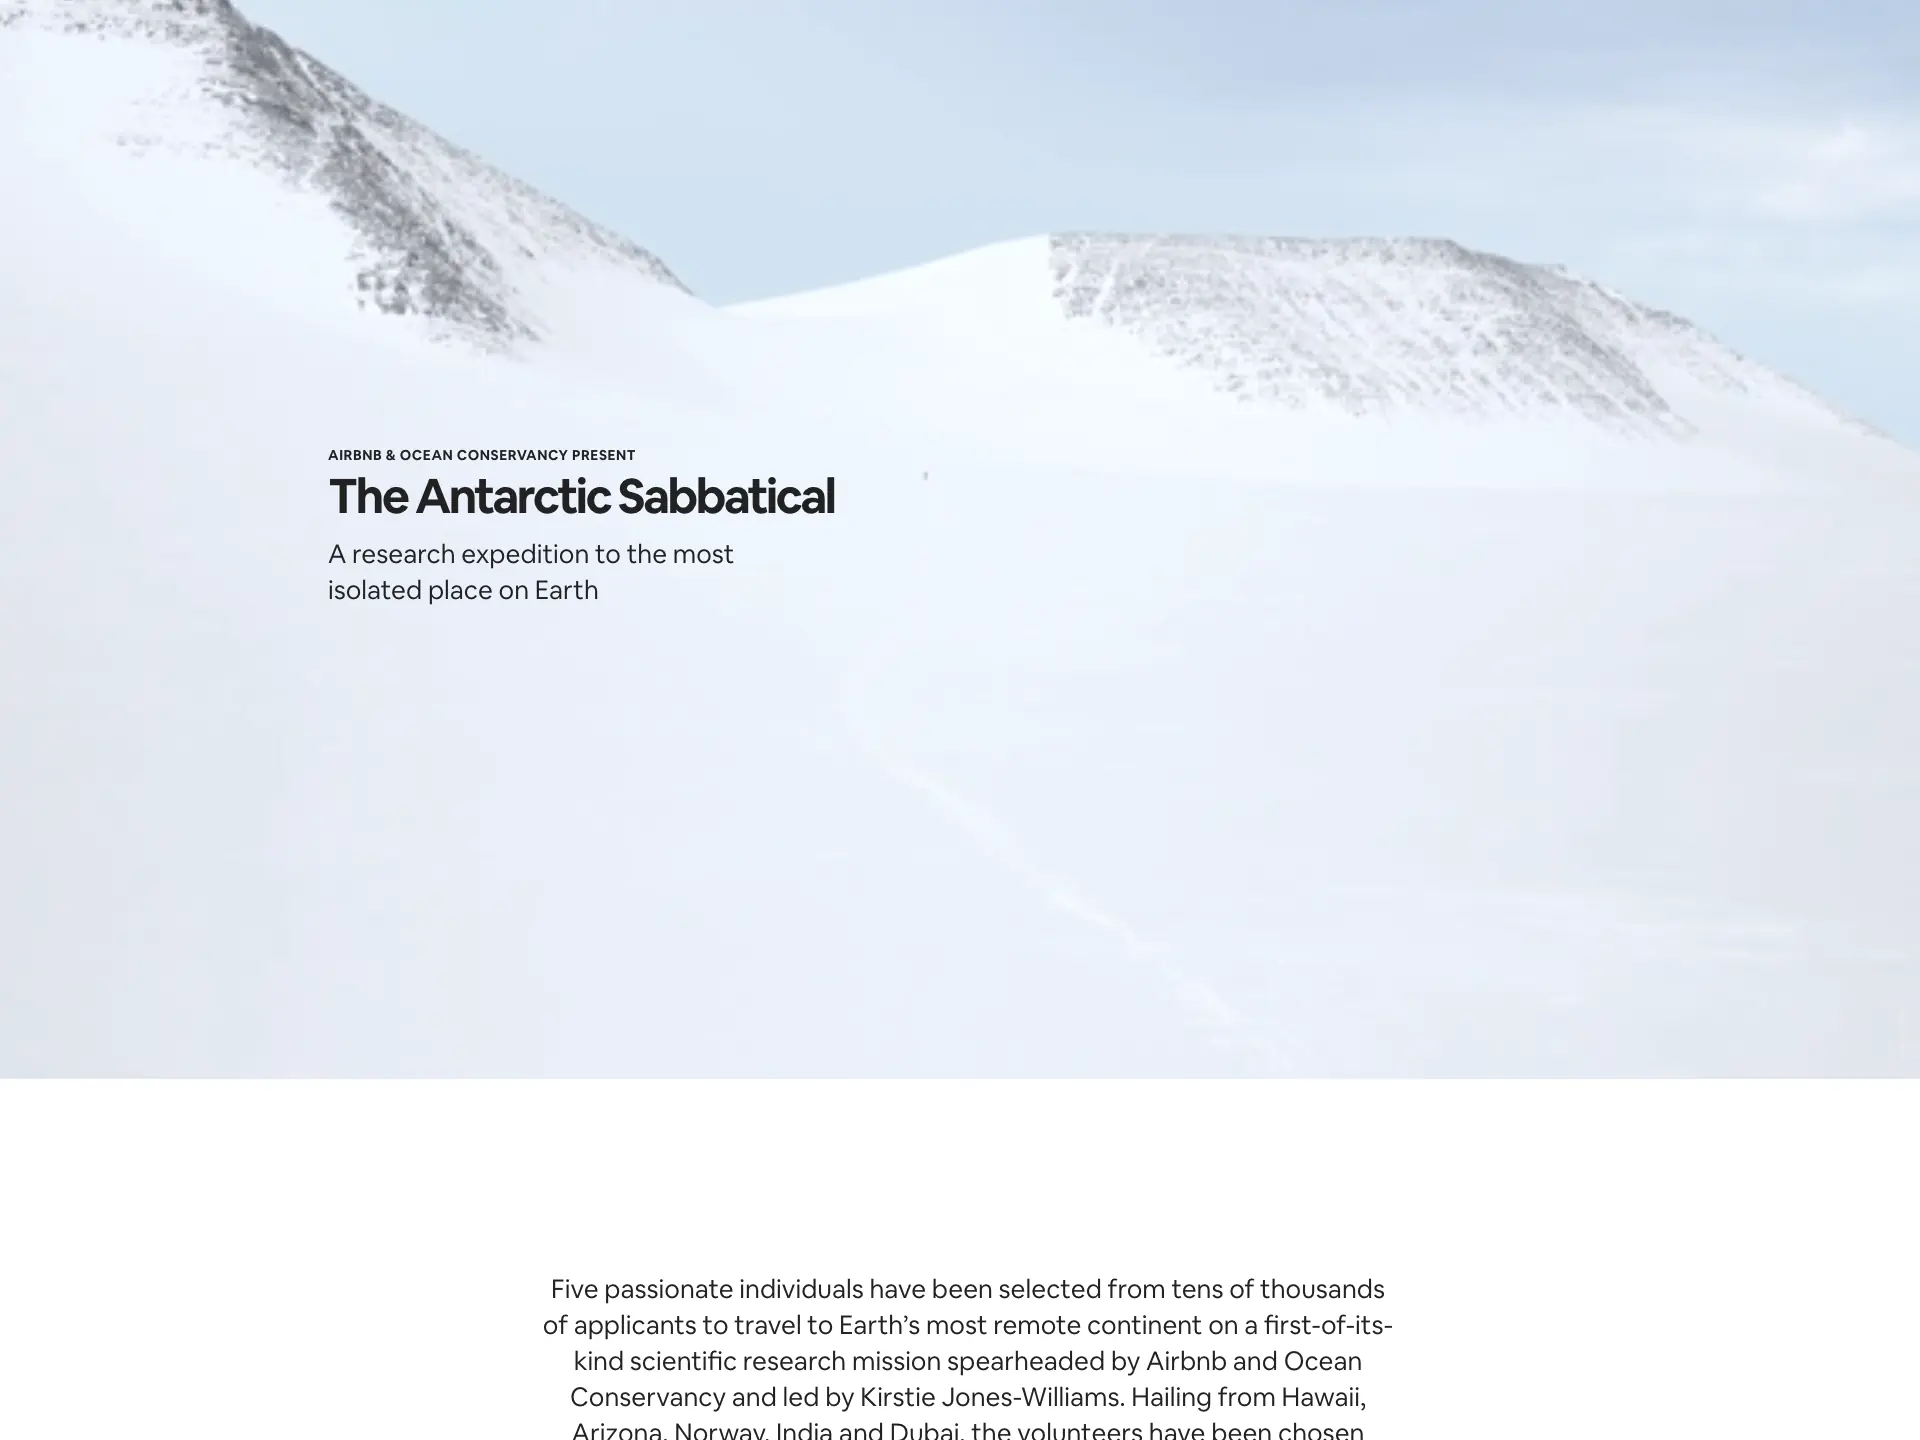 AIRBNB & OCEAN CONSERVANCY PRESENT
The Antarctic Sabbatical
A research expedition to the most
isolated place on Earth
Five passionate individuals have been selected from tens of thousands
of applicants to travel to Earth’s most remote continent on a first-of-its-
kind scientific research mission spearheaded by Airbnb and Ocean
Conservancy and led by Kirstie Jones-Williams. Hailing from Hawaii,
Arizona, Norway, India and Dubai, the volunteers have been chosen